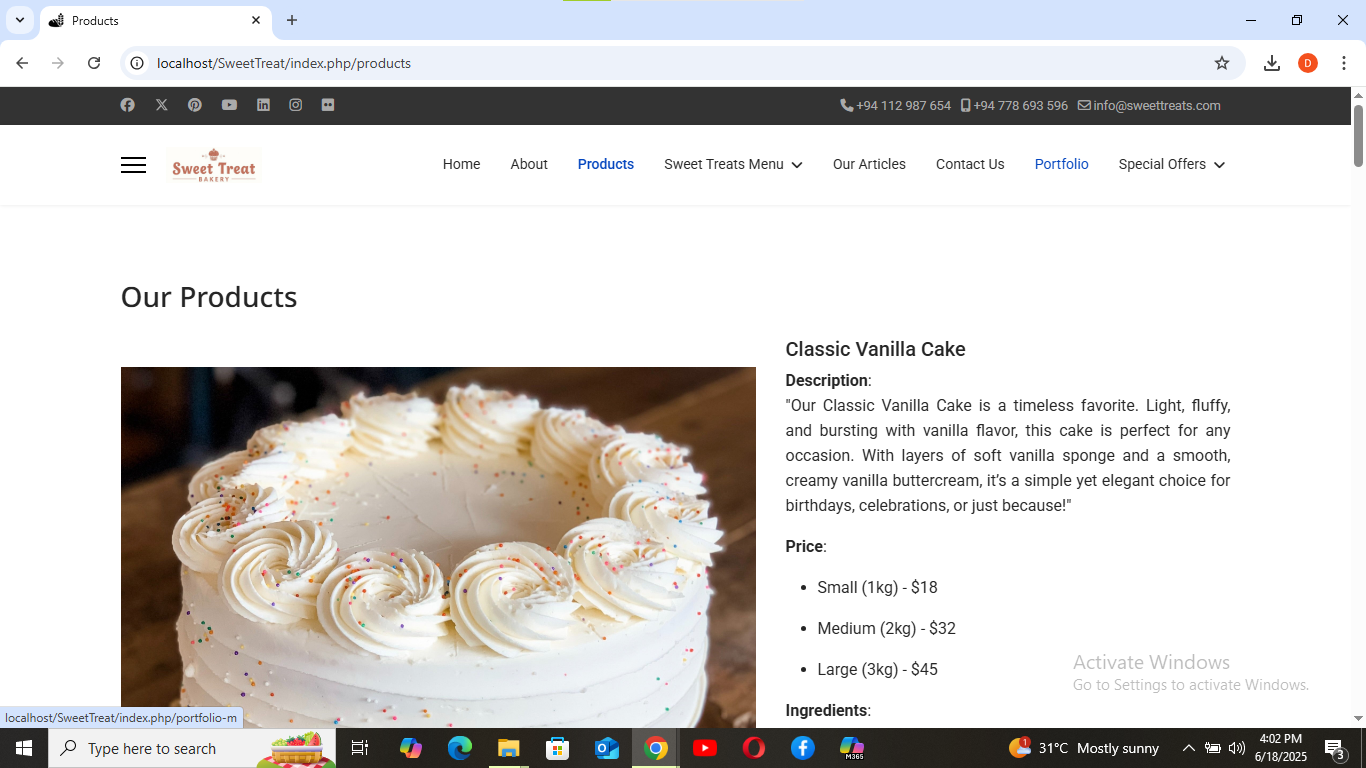 Products
localhost/SweetTreat/index.php/products
D
+94 112 987 654
+94 778 693 596
info@sweettreats.com
Sweet Treat
BAKERY
Home
About
Products
Sweet Treats Menu
Our Articles
Contact Us
Portfolio
Special Offers
Our Products
Classic Vanilla Cake
Description:
"Our Classic Vanilla Cake is a timeless favorite. Light, fluffy,
and bursting with vanilla flavor, this cake is perfect for any
occasion. With layers of soft vanilla sponge and a smooth,
creamy vanilla buttercream, it's a simple yet elegant choice for
birthdays, celebrations, or just because!"
Price:
• Small (1kg) - $18
• Medium (2kg) - $32
• Large (3kg) - $45
Ingredients:
Activate Windows
Go to Settings to activate Windows.
localhost/SweetTreat/index.php/portfolio-m
Type here to search
M365
1
31°C Mostly sunny
4:02 PM
6/18/2025
3